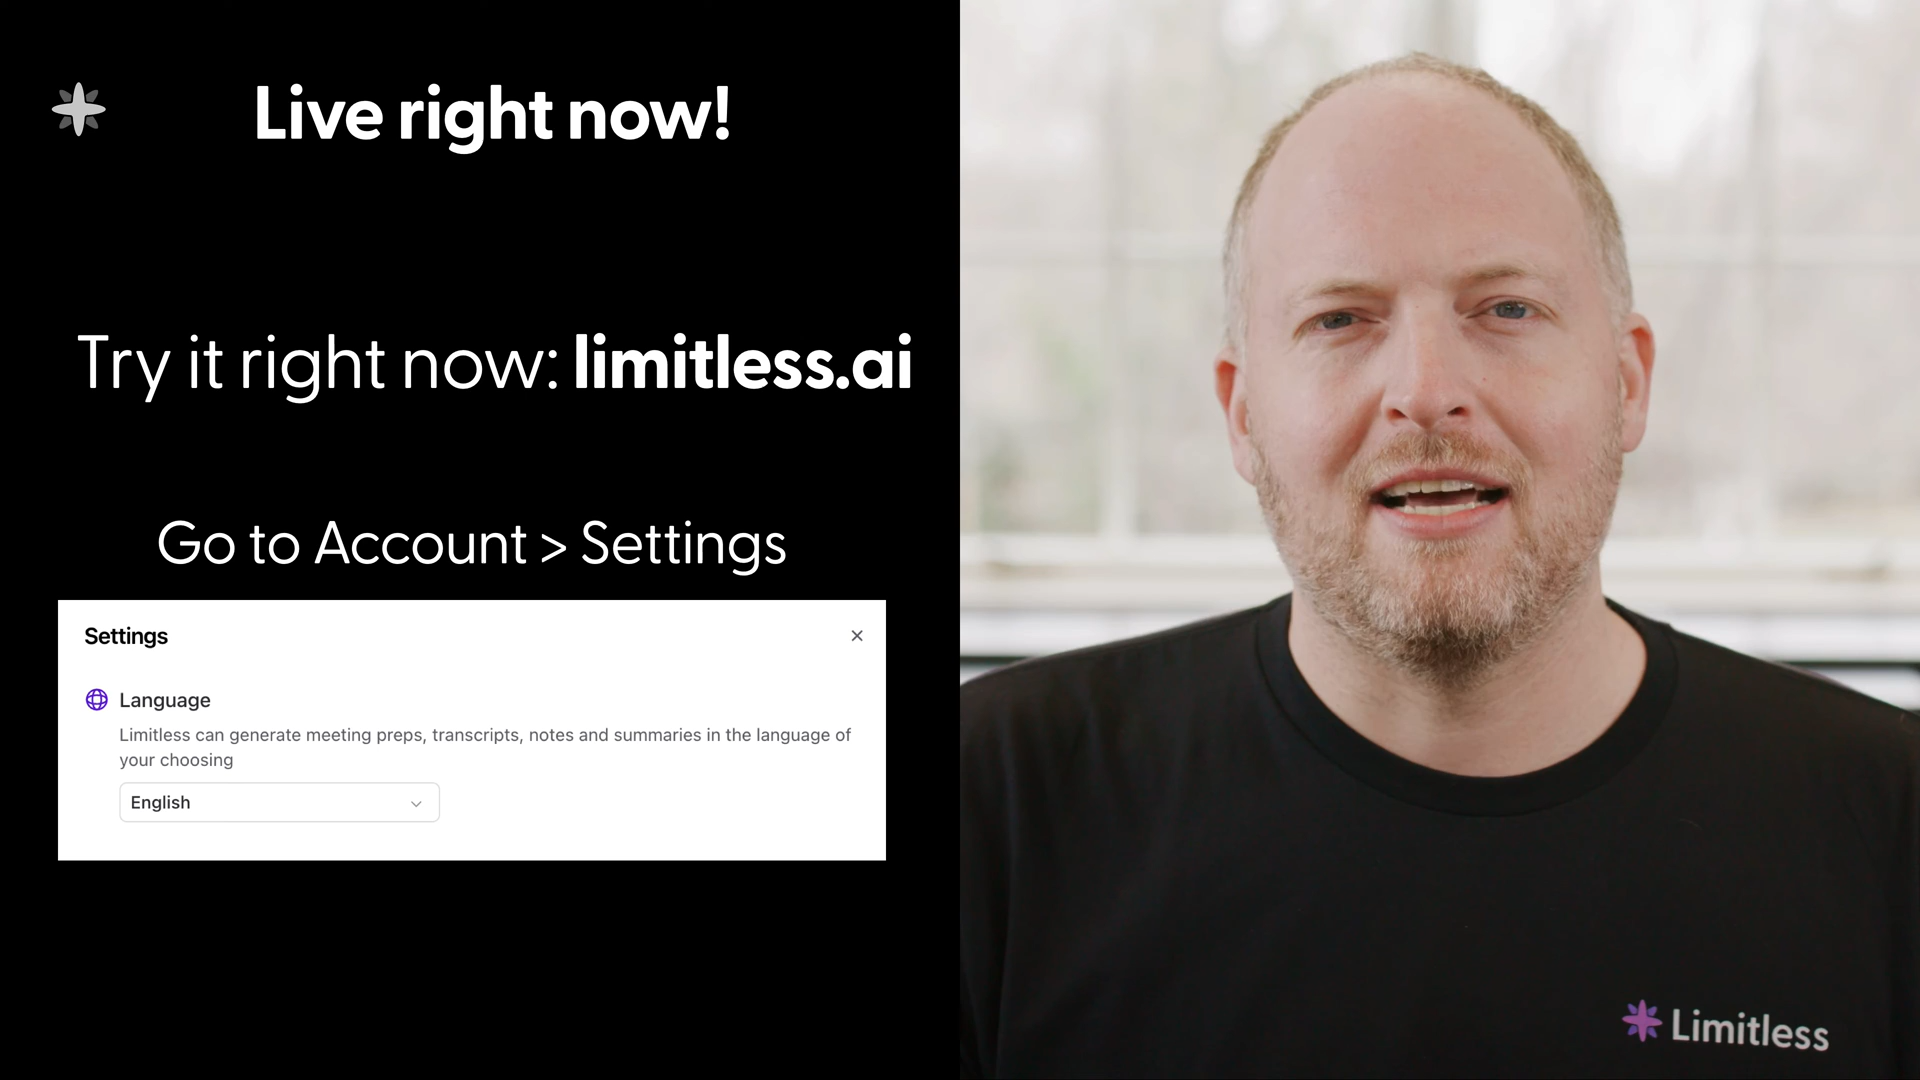 Live right now!
Try it right now: limitless.ai
Go to Account > Settings
Settings
Language
Limitless can generate meeting preps, transcripts, notes and summaries in the language of
your choosing
English
Limitless